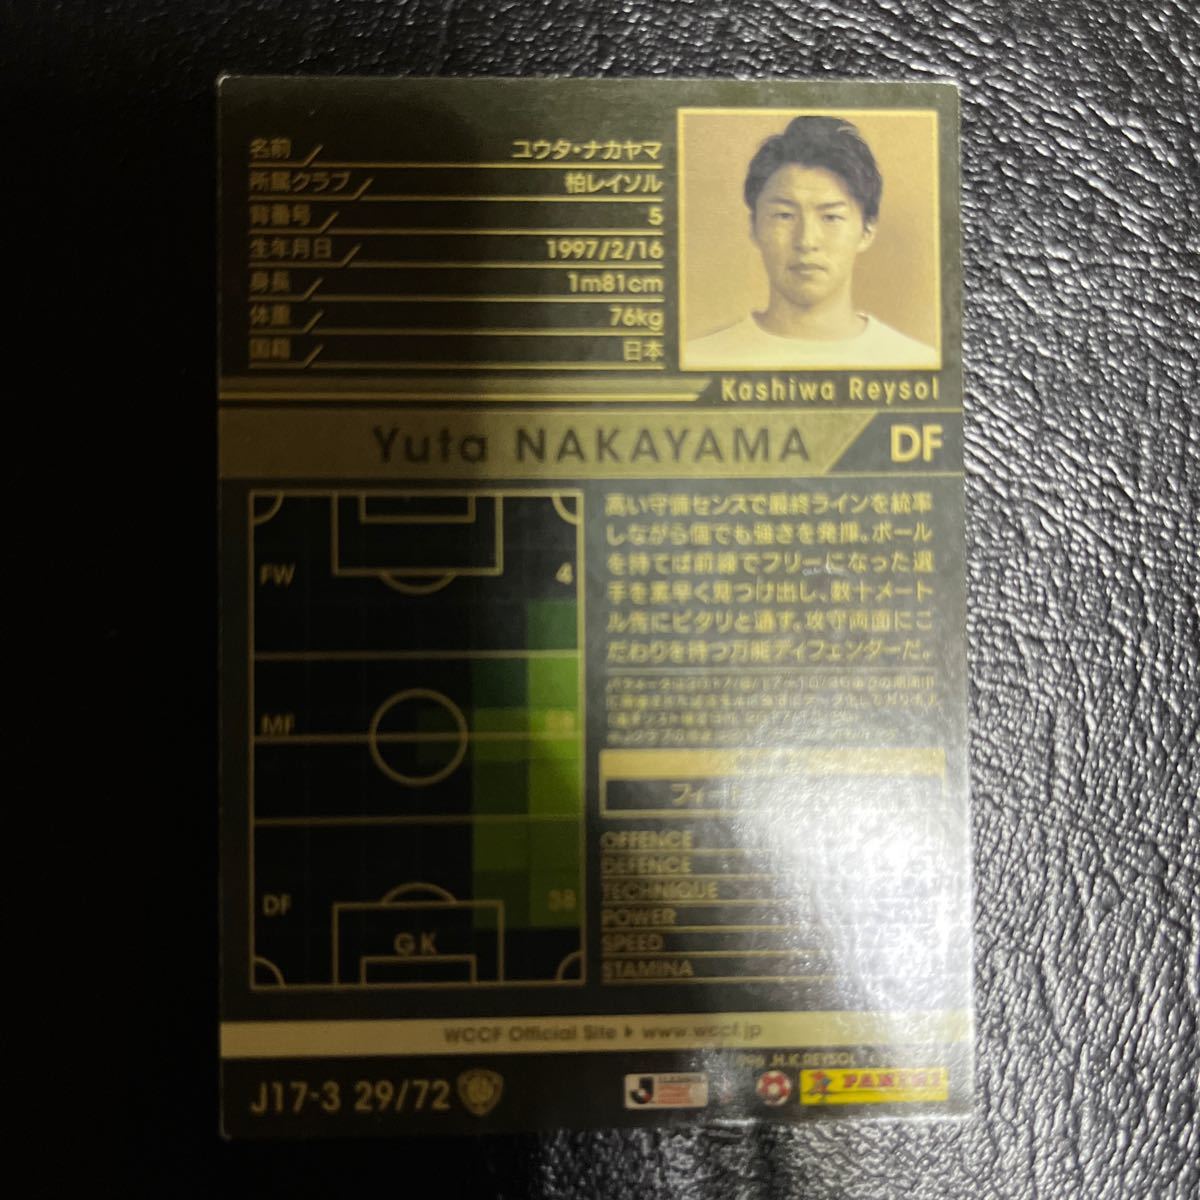 名前 ユウタ・ナカヤマ
所属クラブ 柏レイソル
背番号 5
生年月日 1997/2/16
身長 1m81cm
体重 76kg
国籍 日本
Kashiwa Reysol
Yuta NAKAYAMA DF
FW 4
MF
DF 38
GK
高い守備センスで最終ラインを統率
しながら個でも強さを発揮。ボール
を持てば前線でフリーになった選
手を素早く見つけ出し、数十メート
ル先にピタリと通す。攻守両面にこ
だわりを持つ万能ディフェンダーだ。
OFFENCE
DEFENCE
TECHNIQUE
POWER
SPEED
STAMINA
WCCF Official Site ▶ www.wccf.jp
H.K.REYSOL
J17-3 29/72
PANINI